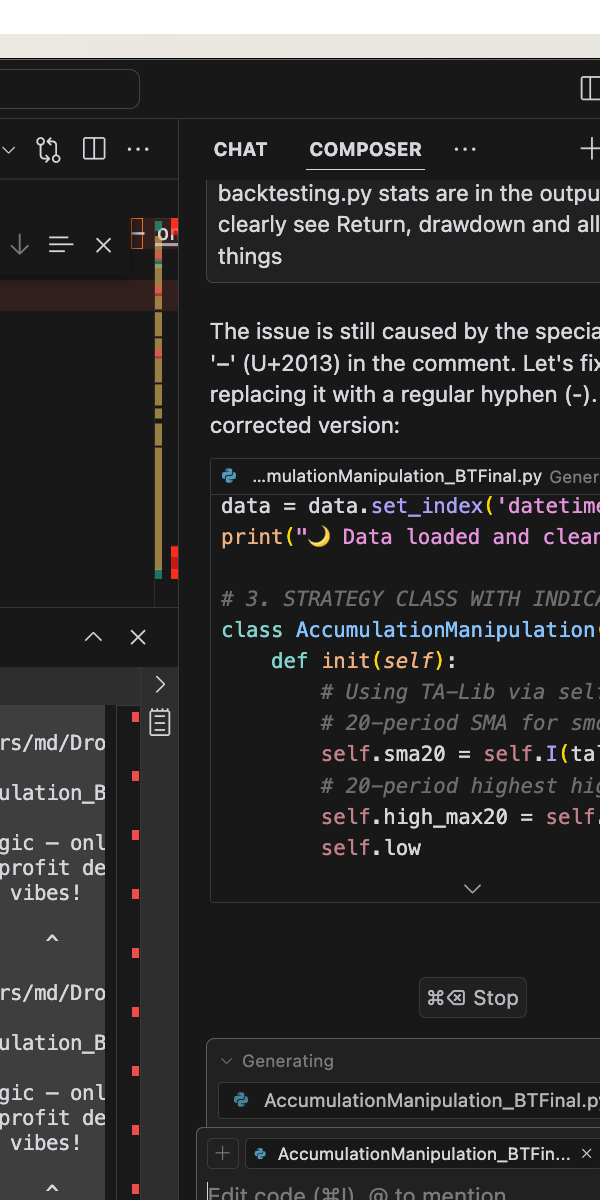 CHAT COMPOSER ...
backtesting.py stats are in the outpu
clearly see Return, drawdown and all
things
— or
The issue is still caused by the specia
'–' (U+2013) in the comment. Let's fix
replacing it with a regular hyphen (-).
corrected version:
...mulationManipulation_BTFinal.py Gener
data = data.set_index('datetime
print("🌙 Data loaded and clean
# 3. STRATEGY CLASS WITH INDICA
class AccumulationManipulation(
def init(self):
# Using TA-Lib via sel
# 20-period SMA for smo
self.sma20 = self.I(tal
# 20-period highest hig
self.high_max20 = self.
self.low
rs/md/Dro
ulation_B
gic – onl
profit de
vibes!
^
rs/md/Dro
ulation_B
gic – onl
profit de
vibes!
^
⌘⌫ Stop
Generating
AccumulationManipulation_BTFinal.py
+ AccumulationManipulation_BTFin... ×
Edit code (⌘I), @ to mention